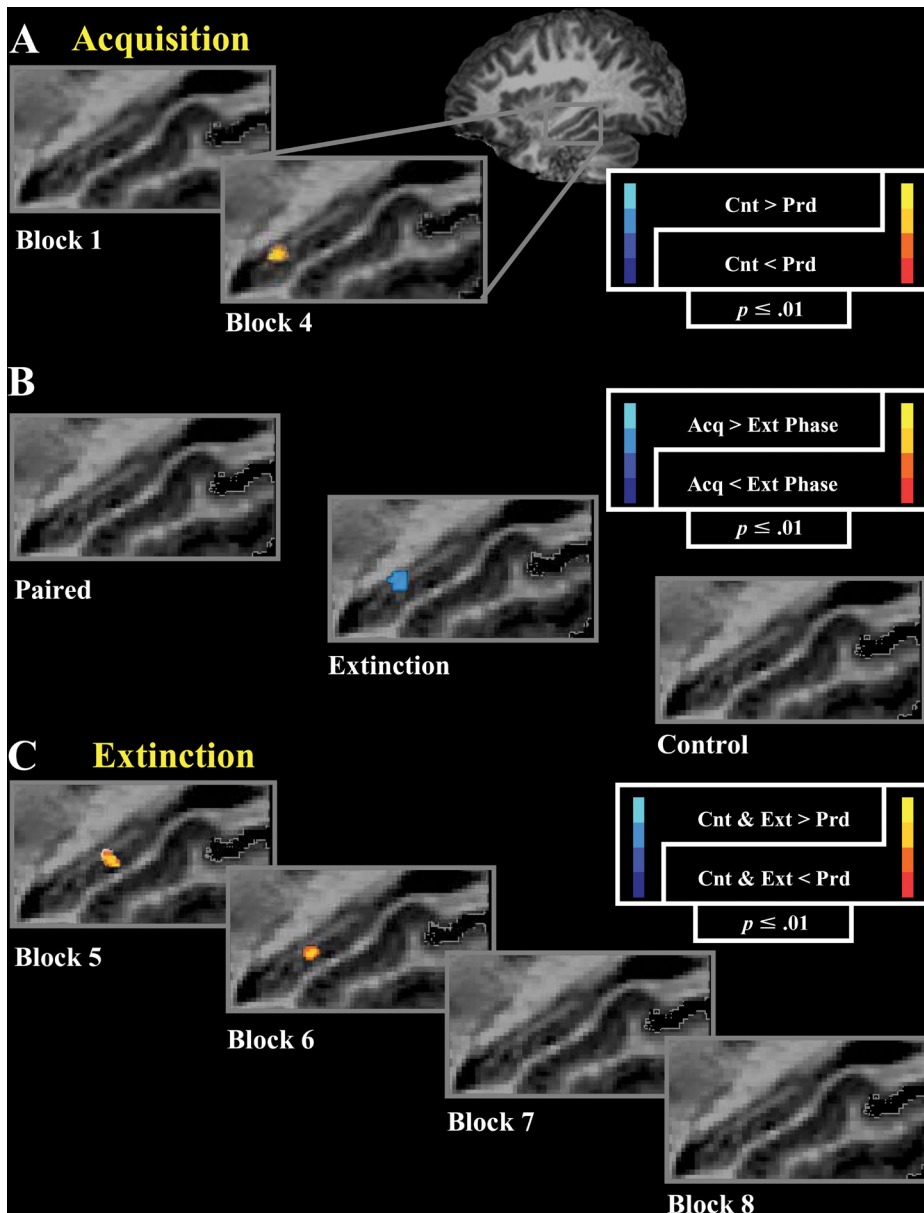 A Acquisition
Block 1
Block 4
Cnt > Prd
Cnt < Prd
p ≤ .01
B
Paired
Extinction
Control
Acq > Ext Phase
Acq < Ext Phase
p ≤ .01
C Extinction
Block 5
Block 6
Block 7
Block 8
Cnt & Ext > Prd
Cnt & Ext < Prd
p ≤ .01